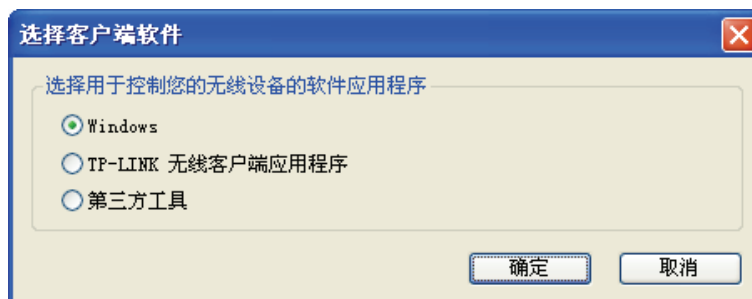 选择客户端软件
选择用于控制您的无线设备的软件应用程序
Windows
TP-LINK 无线客户端应用程序
第三方工具
确定 取消